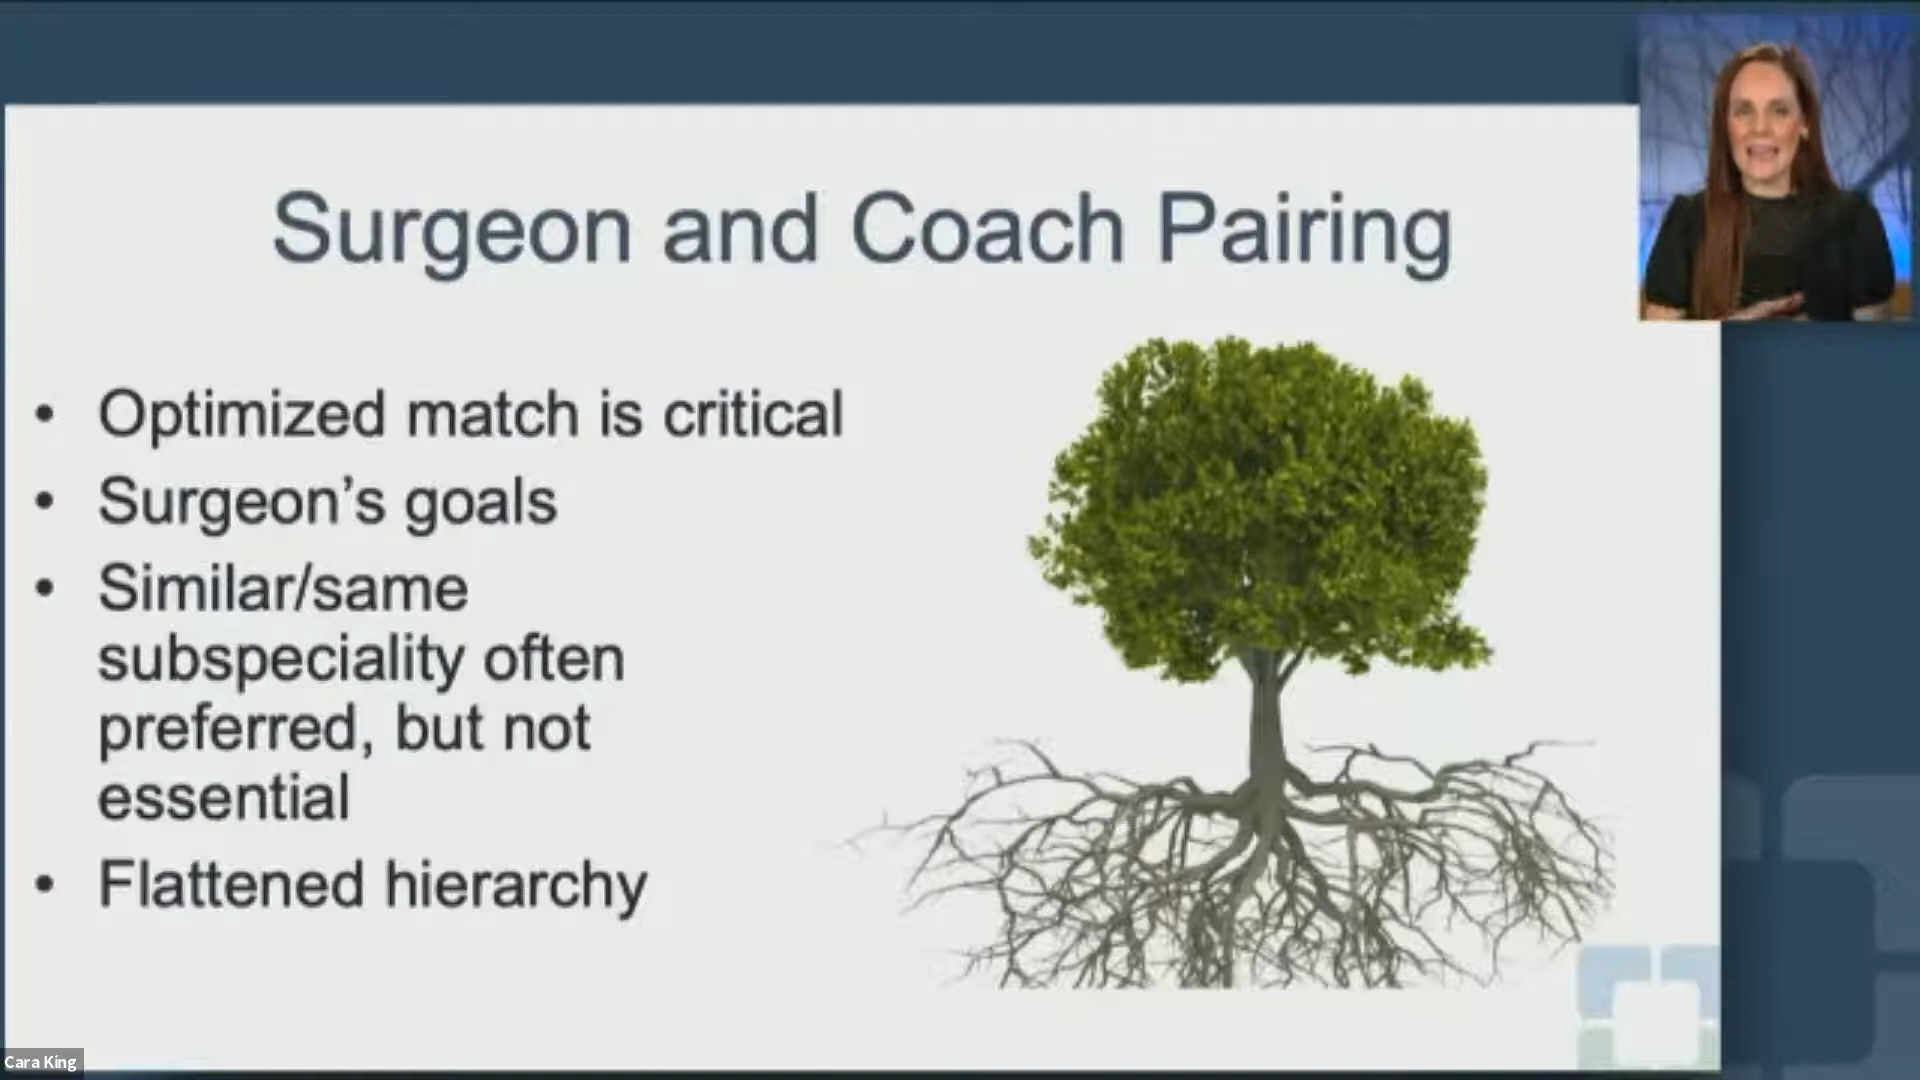 Surgeon and Coach Pairing
• Optimized match is critical
• Surgeon's goals
• Similar/same
subspeciality often
preferred, but not
essential
• Flattened hierarchy
Cara King